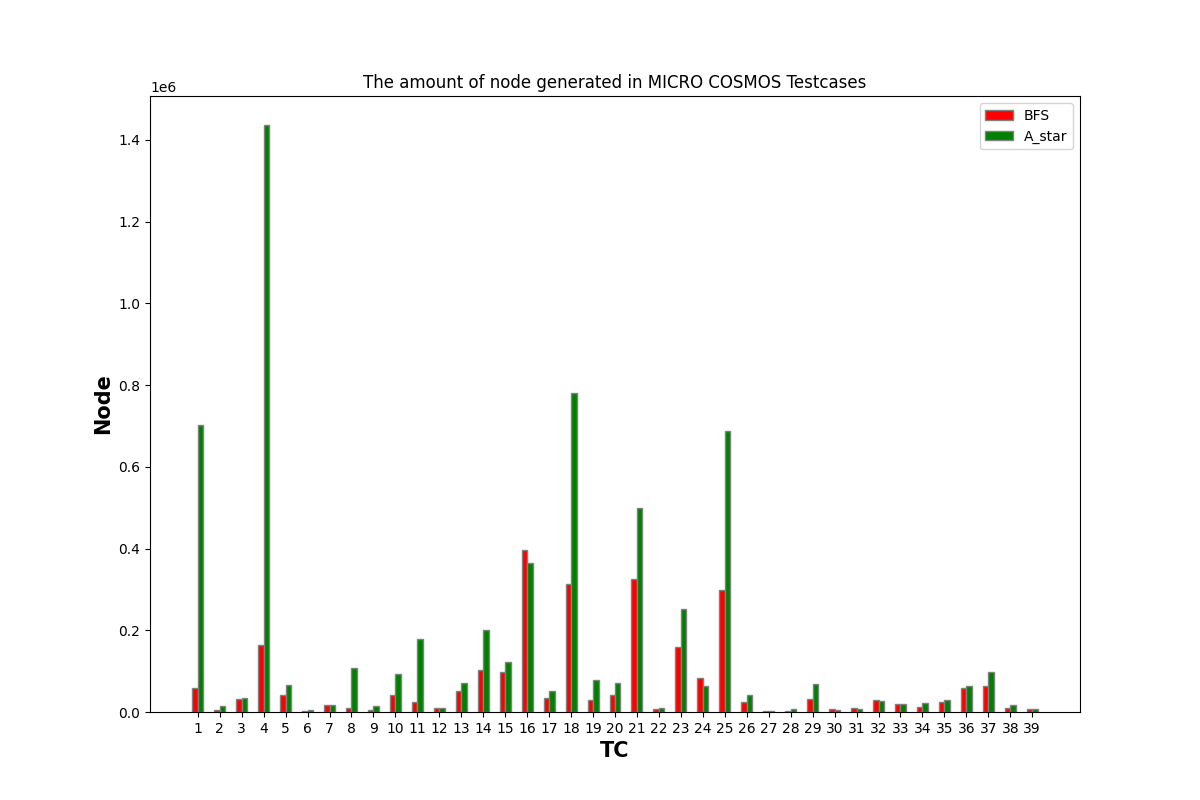 The amount of node generated in MICRO COSMOS Testcases
1e6
BFS
A_star
1.4
1.2
1.0
0.8
0.6
0.4
0.2
0.0
Node
1 2 3 4 5 6 7 8 9 10 11 12 13 14 15 16 17 18 19 20 21 22 23 24 25 26 27 28 29 30 31 32 33 34 35 36 37 38 39
TC